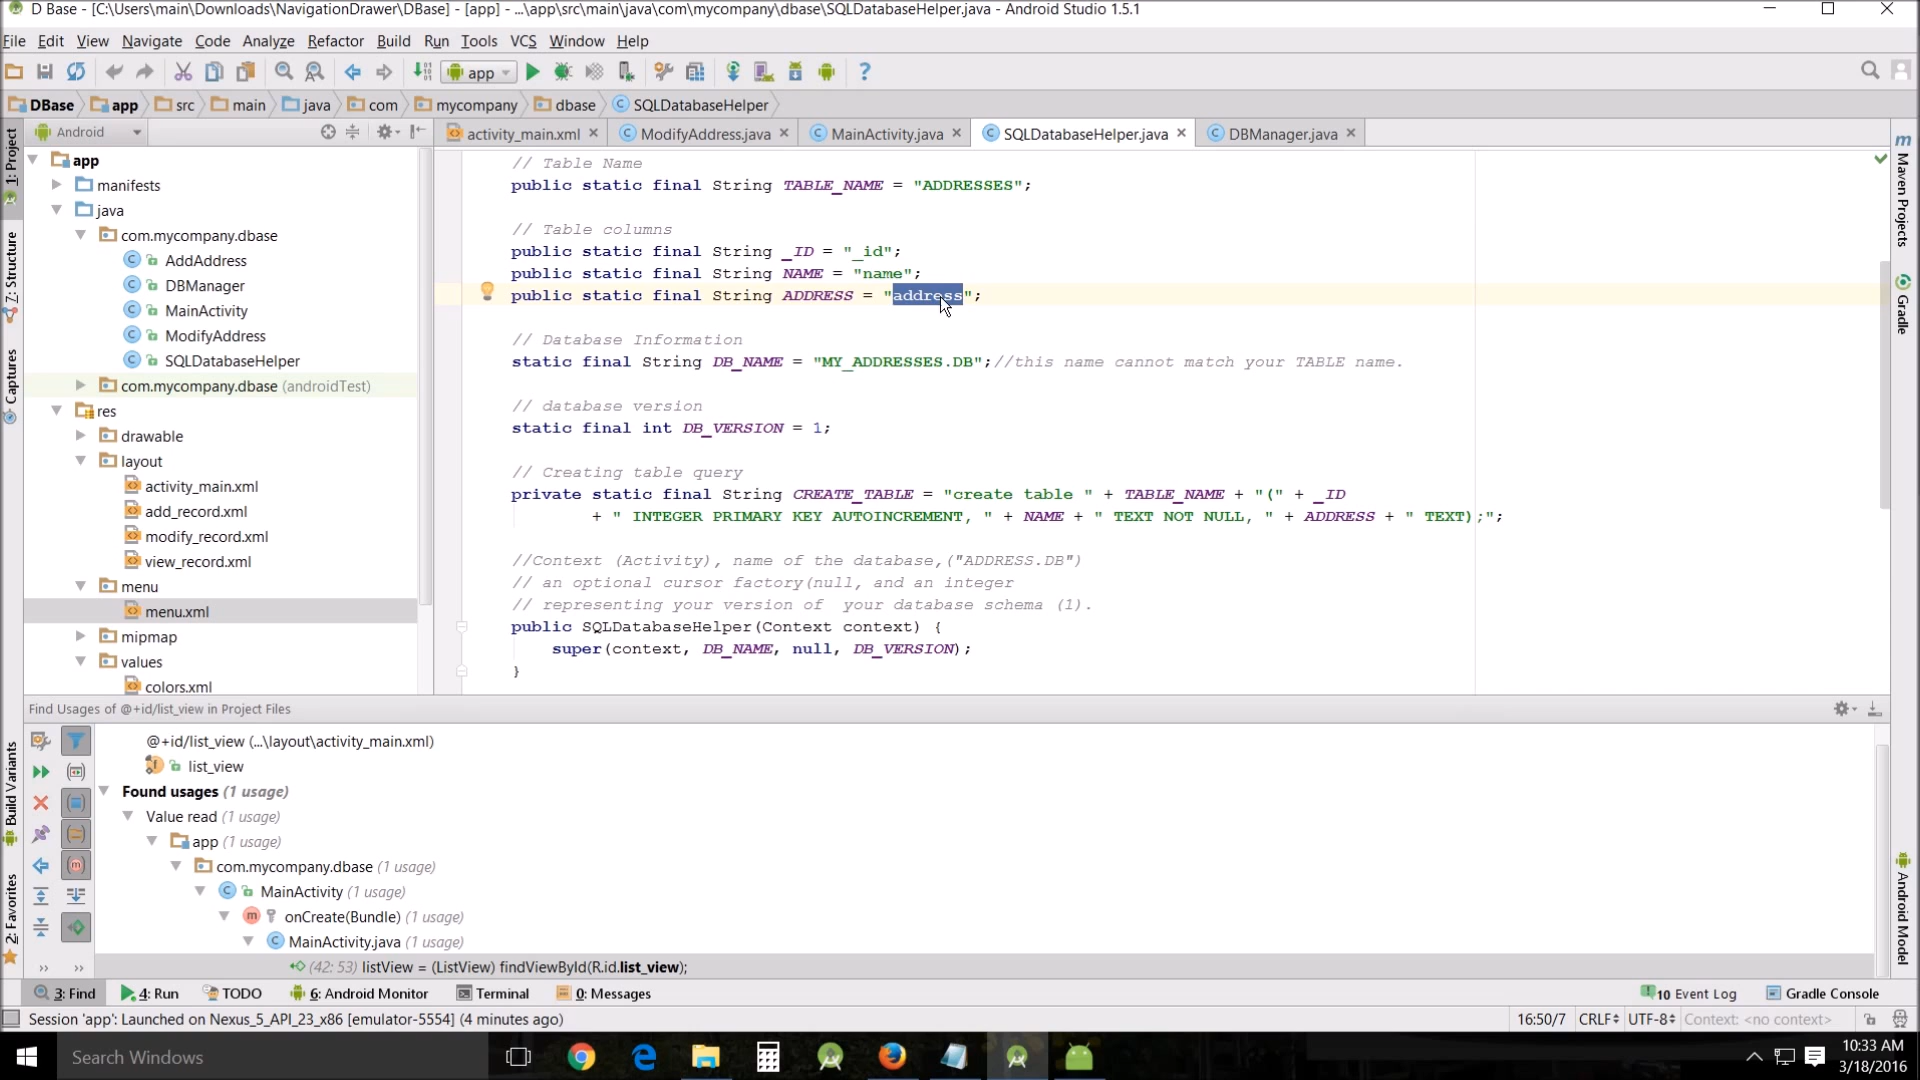 D Base - [C:\Users\main\Downloads\NavigationDrawer\DBase] - [app] - ...\app\src\main\java\com\mycompany\dbase\SQLDatabaseHelper.java - Android Studio 1.5.1
File Edit View Navigate Code Analyze Refactor Build Run Tools VCS Window Help
app
DBase app src main java com mycompany dbase SQLDatabaseHelper
Android
activity_main.xml ModifyAddress.java MainActivity.java SQLDatabaseHelper.java DBManager.java
1: Project
7: Structure
Captures
Build Variants
2: Favorites
app
manifests
java
com.mycompany.dbase
AddAddress
DBManager
MainActivity
ModifyAddress
SQLDatabaseHelper
com.mycompany.dbase (androidTest)
res
drawable
layout
activity_main.xml
add_record.xml
modify_record.xml
view_record.xml
menu
menu.xml
mipmap
values
colors.xml
// Table Name
public static final String TABLE_NAME = "ADDRESSES";
// Table columns
public static final String _ID = "_id";
public static final String NAME = "name";
public static final String ADDRESS = "address";
// Database Information
static final String DB_NAME = "MY_ADDRESSES.DB";//this name cannot match your TABLE name.
// database version
static final int DB_VERSION = 1;
// Creating table query
private static final String CREATE_TABLE = "create table " + TABLE_NAME + "(" + _ID
+ " INTEGER PRIMARY KEY AUTOINCREMENT, " + NAME + " TEXT NOT NULL, " + ADDRESS + " TEXT);";
//Context (Activity), name of the database,("ADDRESS.DB")
// an optional cursor factory(null, and an integer
// representing your version of  your database schema (1).
public SQLDatabaseHelper(Context context) {
super(context, DB_NAME, null, DB_VERSION);
}
Maven Projects
Gradle
Android Model
Find Usages of @+id/list_view in Project Files
@+id/list_view (...\layout\activity_main.xml)
list_view
Found usages (1 usage)
Value read (1 usage)
app (1 usage)
com.mycompany.dbase (1 usage)
MainActivity (1 usage)
onCreate(Bundle) (1 usage)
MainActivity.java (1 usage)
(42: 53) listView = (ListView) findViewById(R.id.list_view);
3: Find 4: Run TODO 6: Android Monitor Terminal 0: Messages 10 Event Log Gradle Console
Session 'app': Launched on Nexus_5_API_23_x86 [emulator-5554] (4 minutes ago) 16:50/7 CRLF UTF-8 Context: <no context>
Search Windows
10:33 AM
3/18/2016